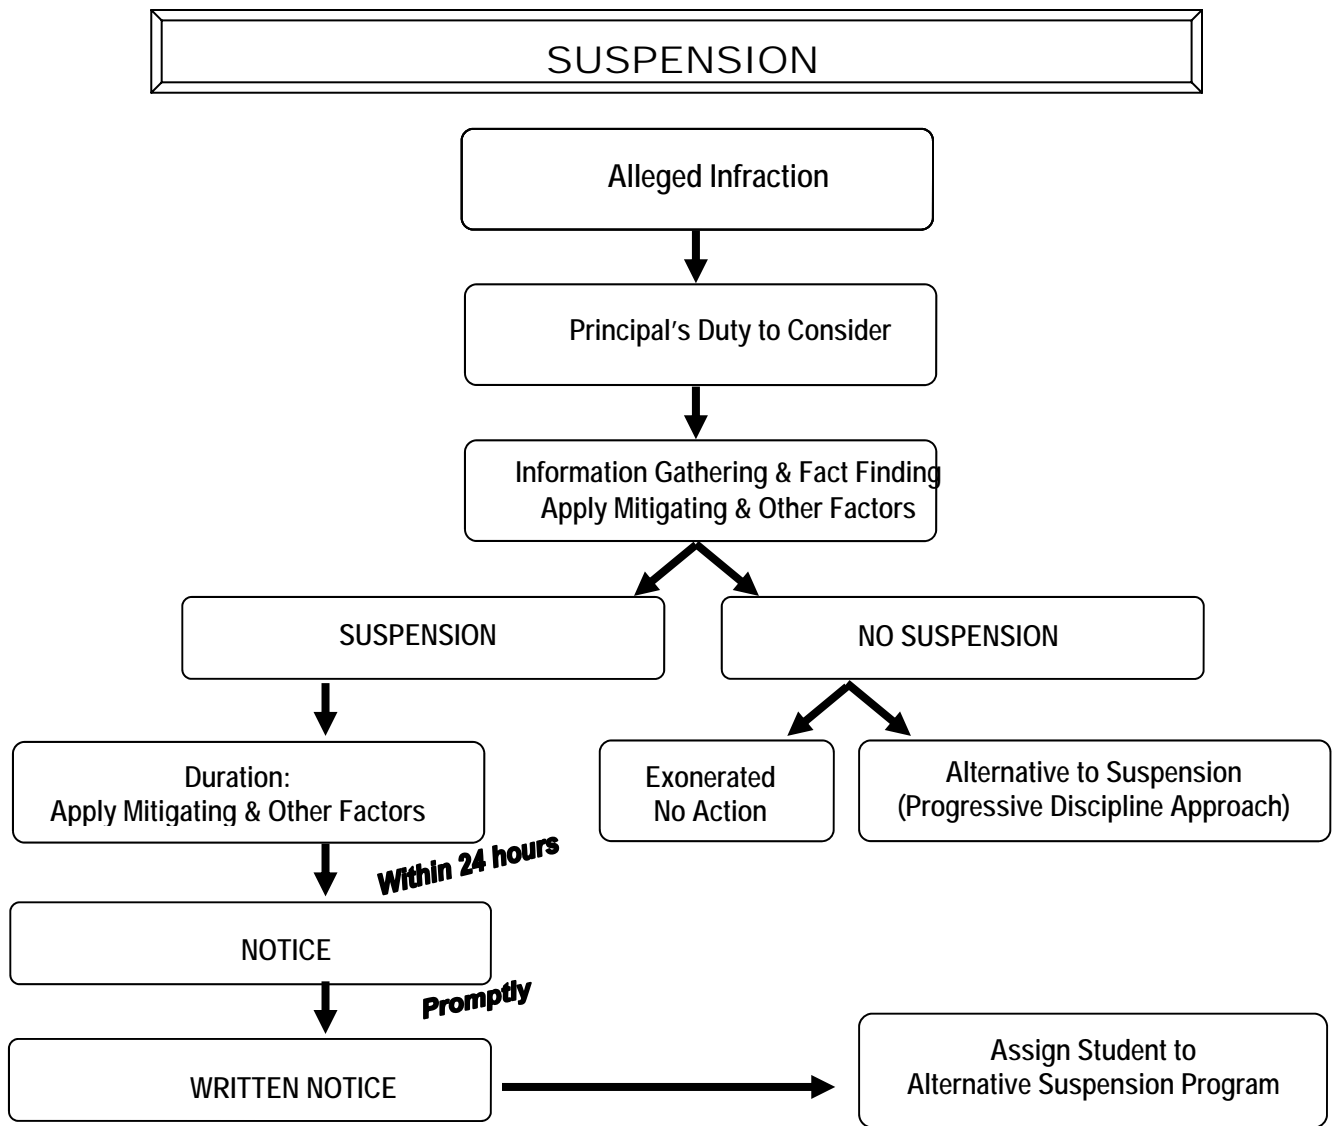 SUSPENSION
Alleged Infraction
Principal's Duty to Consider
Information Gathering & Fact Finding
Apply Mitigating & Other Factors
SUSPENSION
NO SUSPENSION
Duration:
Apply Mitigating & Other Factors
Exonerated
No Action
Alternative to Suspension
(Progressive Discipline Approach)
Within 24 hours
NOTICE
Promptly
WRITTEN NOTICE
Assign Student to
Alternative Suspension Program